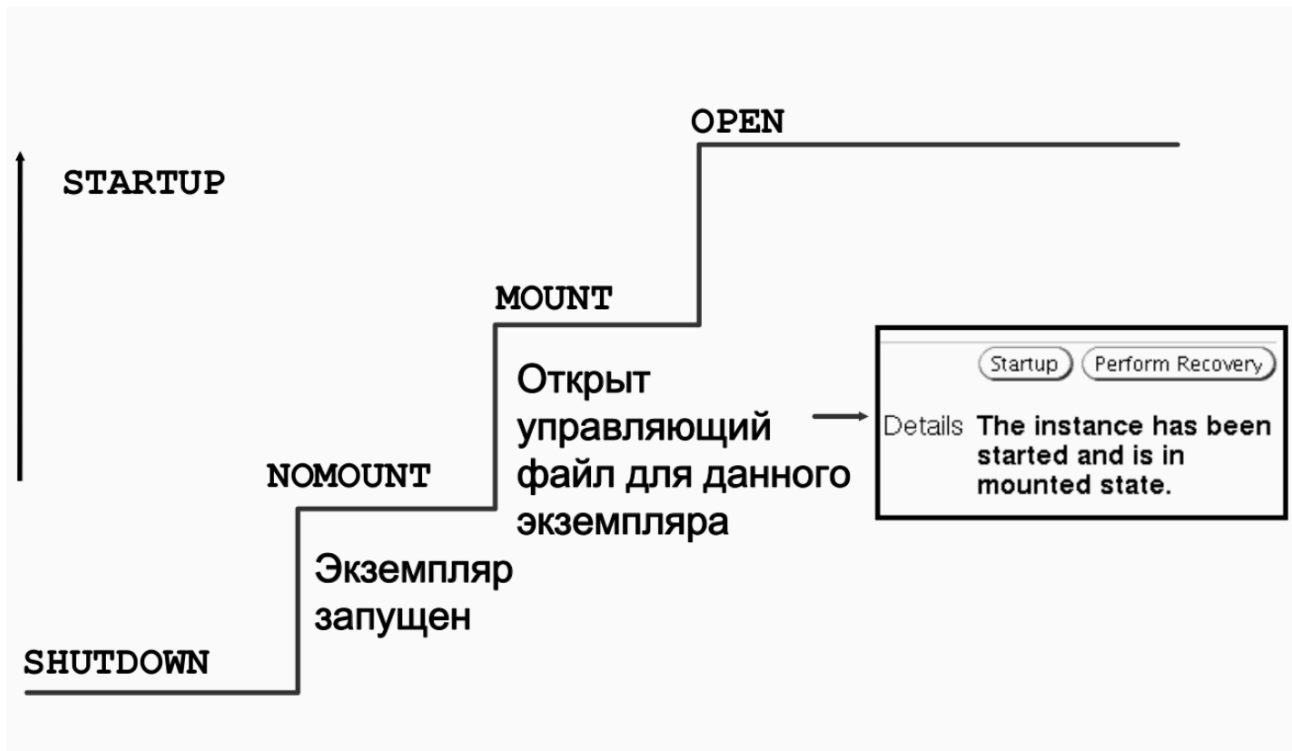 OPEN
STARTUP
MOUNT
Startup
Perform Recovery
Открыт
управляющий
файл для данного
экземпляра
Details The instance has been
started and is in
mounted state.
NOMOUNT
Экземпляр
запущен
SHUTDOWN